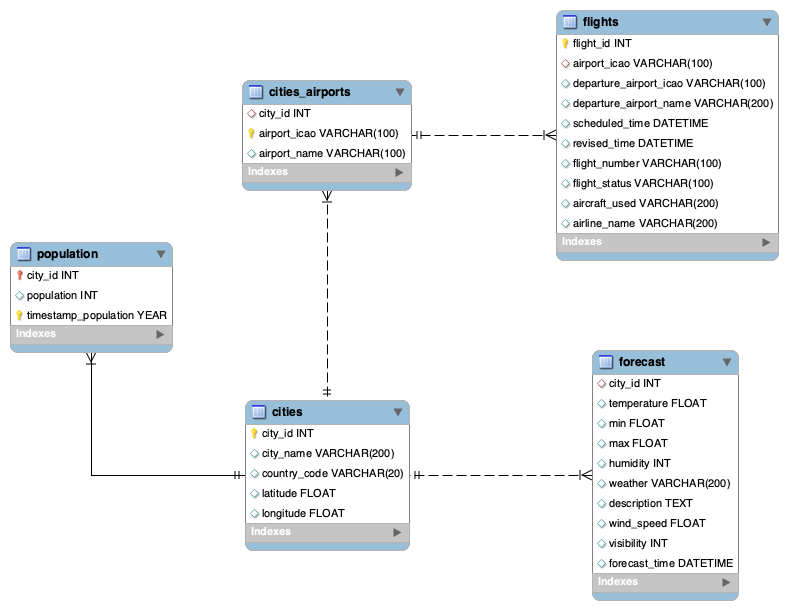 flights
flight_id INT
airport_icao VARCHAR(100)
departure_airport_icao VARCHAR(100)
departure_airport_name VARCHAR(200)
scheduled_time DATETIME
revised_time DATETIME
flight_number VARCHAR(100)
flight_status VARCHAR(100)
aircraft_used VARCHAR(200)
airline_name VARCHAR(200)
Indexes
cities_airports
city_id INT
airport_icao VARCHAR(100)
airport_name VARCHAR(100)
Indexes
population
city_id INT
population INT
timestamp_population YEAR
Indexes
cities
city_id INT
city_name VARCHAR(200)
country_code VARCHAR(20)
latitude FLOAT
longitude FLOAT
Indexes
forecast
city_id INT
temperature FLOAT
min FLOAT
max FLOAT
humidity INT
weather VARCHAR(200)
description TEXT
wind_speed FLOAT
visibility INT
forecast_time DATETIME
Indexes